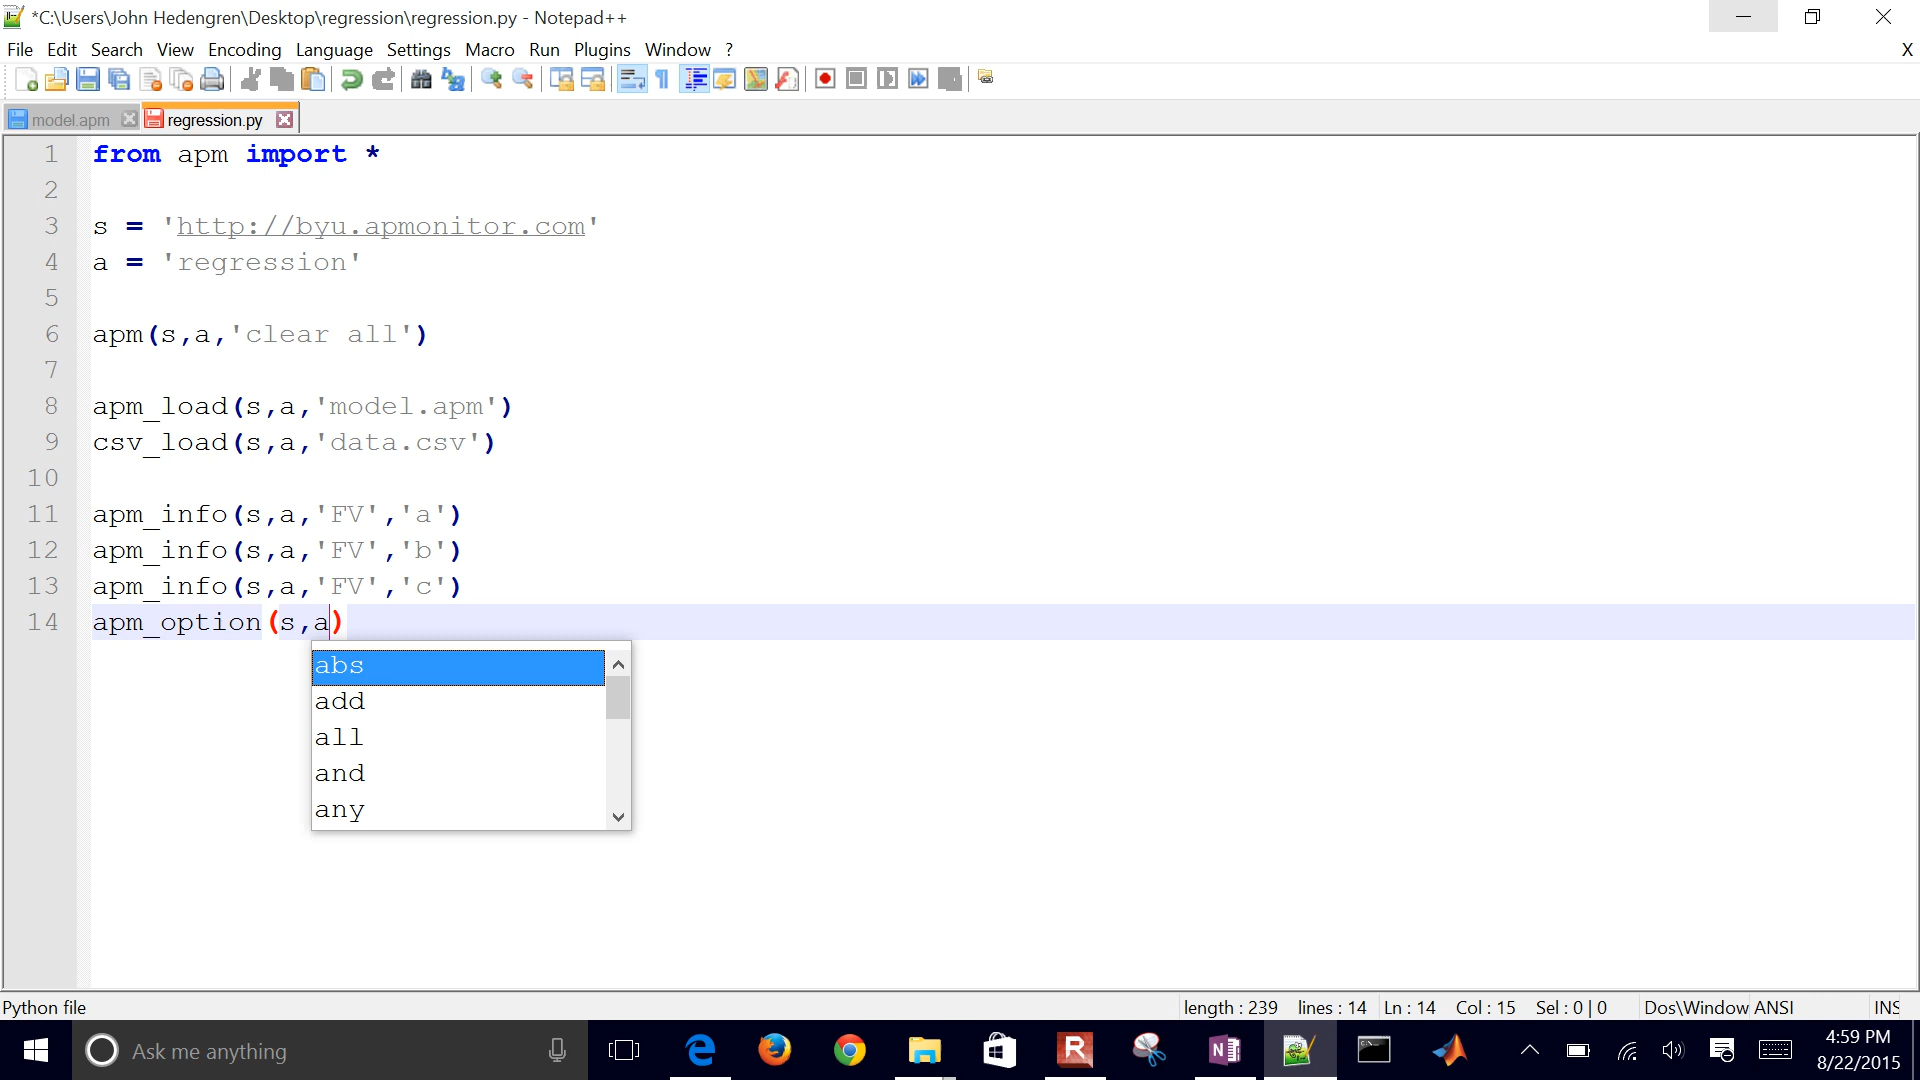 *C:\Users\John Hedengren\Desktop\regression\regression.py - Notepad++
File Edit Search View Encoding Language Settings Macro Run Plugins Window ? X
model.apm regression.py
1 from apm import *
2
3 s = 'http://byu.apmonitor.com'
4 a = 'regression'
5
6 apm(s,a,'clear all')
7
8 apm_load(s,a,'model.apm')
9 csv_load(s,a,'data.csv')
10
11 apm_info(s,a,'FV','a')
12 apm_info(s,a,'FV','b')
13 apm_info(s,a,'FV','c')
14 apm_option(s,a)
abs
add
all
and
any
Python file length : 239 lines : 14 Ln : 14 Col : 15 Sel : 0 | 0 Dos\Window ANSI INS
Ask me anything
4:59 PM
8/22/2015